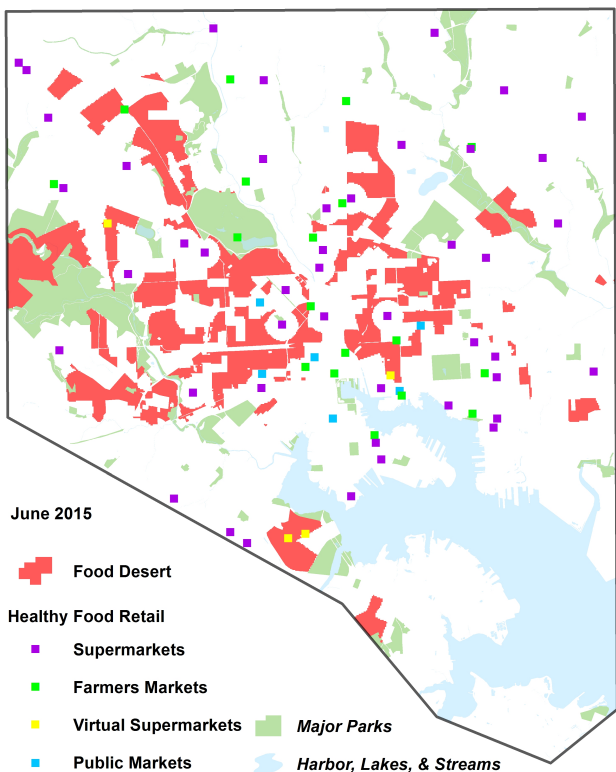 June 2015
Food Desert
Healthy Food Retail
Supermarkets
Farmers Markets
Virtual Supermarkets
Public Markets
Major Parks
Harbor, Lakes, & Streams